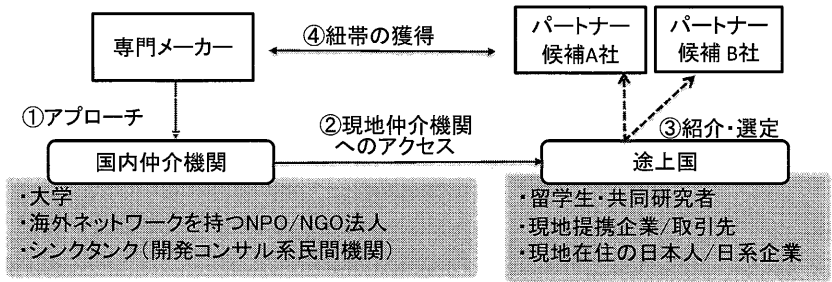 専門メーカー
④紐帯の獲得
パートナー
候補A社
パートナー
候補B社
①アプローチ
②現地仲介機関
へのアクセス
③紹介・選定
国内仲介機関
途上国
・大学
・海外ネットワークを持つNPO/NGO法人
・シンクタンク（開発コンサル系民間機関）
・留学生・共同研究者
・現地提携企業/取引先
・現地在住の日本人/日系企業